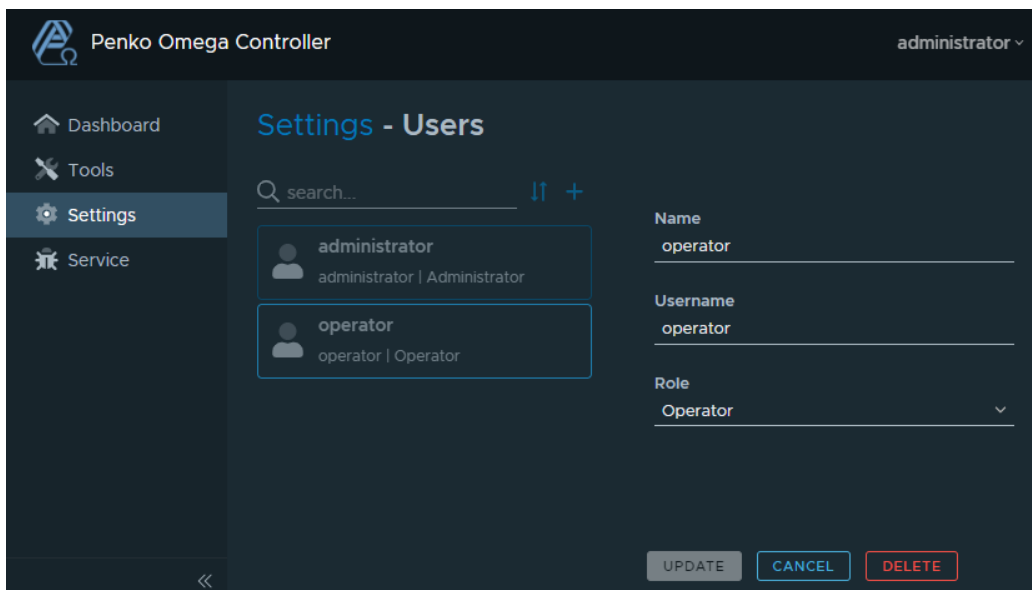 Penko Omega Controller
administrator
Dashboard
Tools
Settings
Service
Settings - Users
search...
administrator
administrator | Administrator
operator
operator | Operator
Name
operator
Username
operator
Role
Operator
UPDATE
CANCEL
DELETE